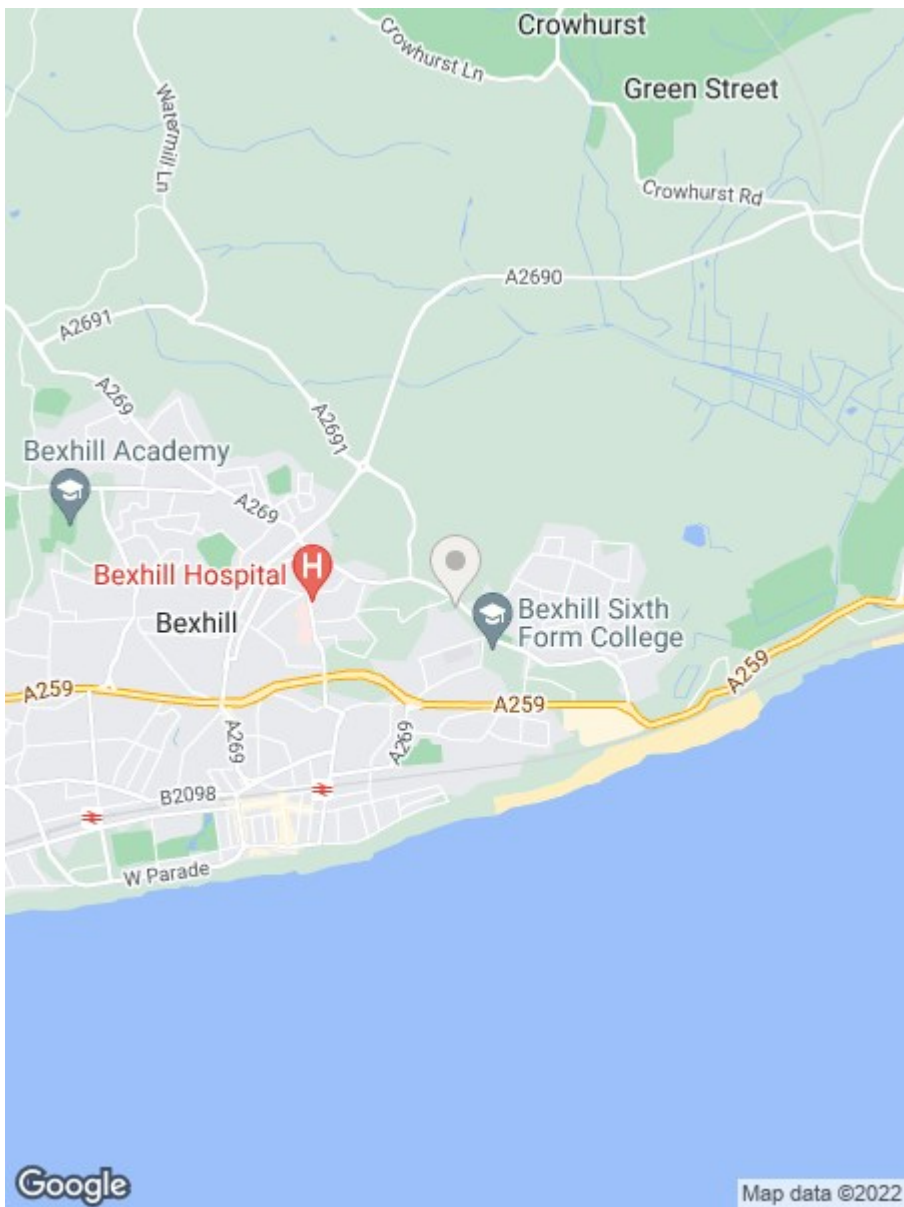 Crowhurst
Crowhurst Ln
Green Street
Watermill Ln
Crowhurst Rd
A2690
A2691
A269
A2691
Bexhill Academy
A269
H
Bexhill Hospital
Bexhill
Bexhill Sixth
Form College
A259
A259
A259
A269
A269
B2098
W Parade
Google
Map data ©2022